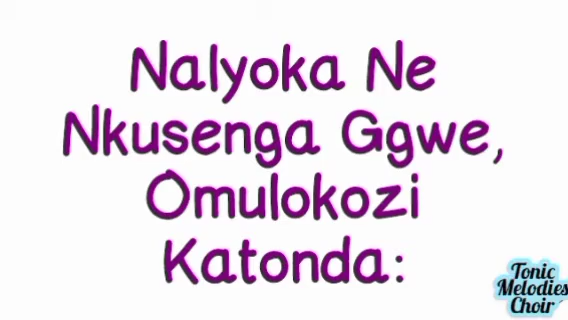 Nalyoka Ne
Nkusenga Ggwe,
Omulokozi
Katonda:
Tonic
Melodies
Choir